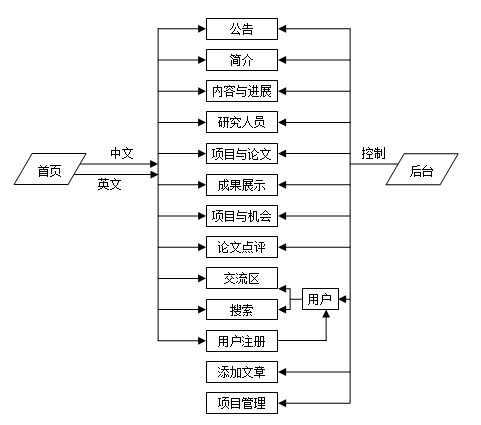 公告
简介
内容与进展
研究人员
中文
项目与论文
控制
首页
后台
英文
成果展示
项目与机会
论文点评
交流区
用户
搜索
用户注册
添加文章
项目管理